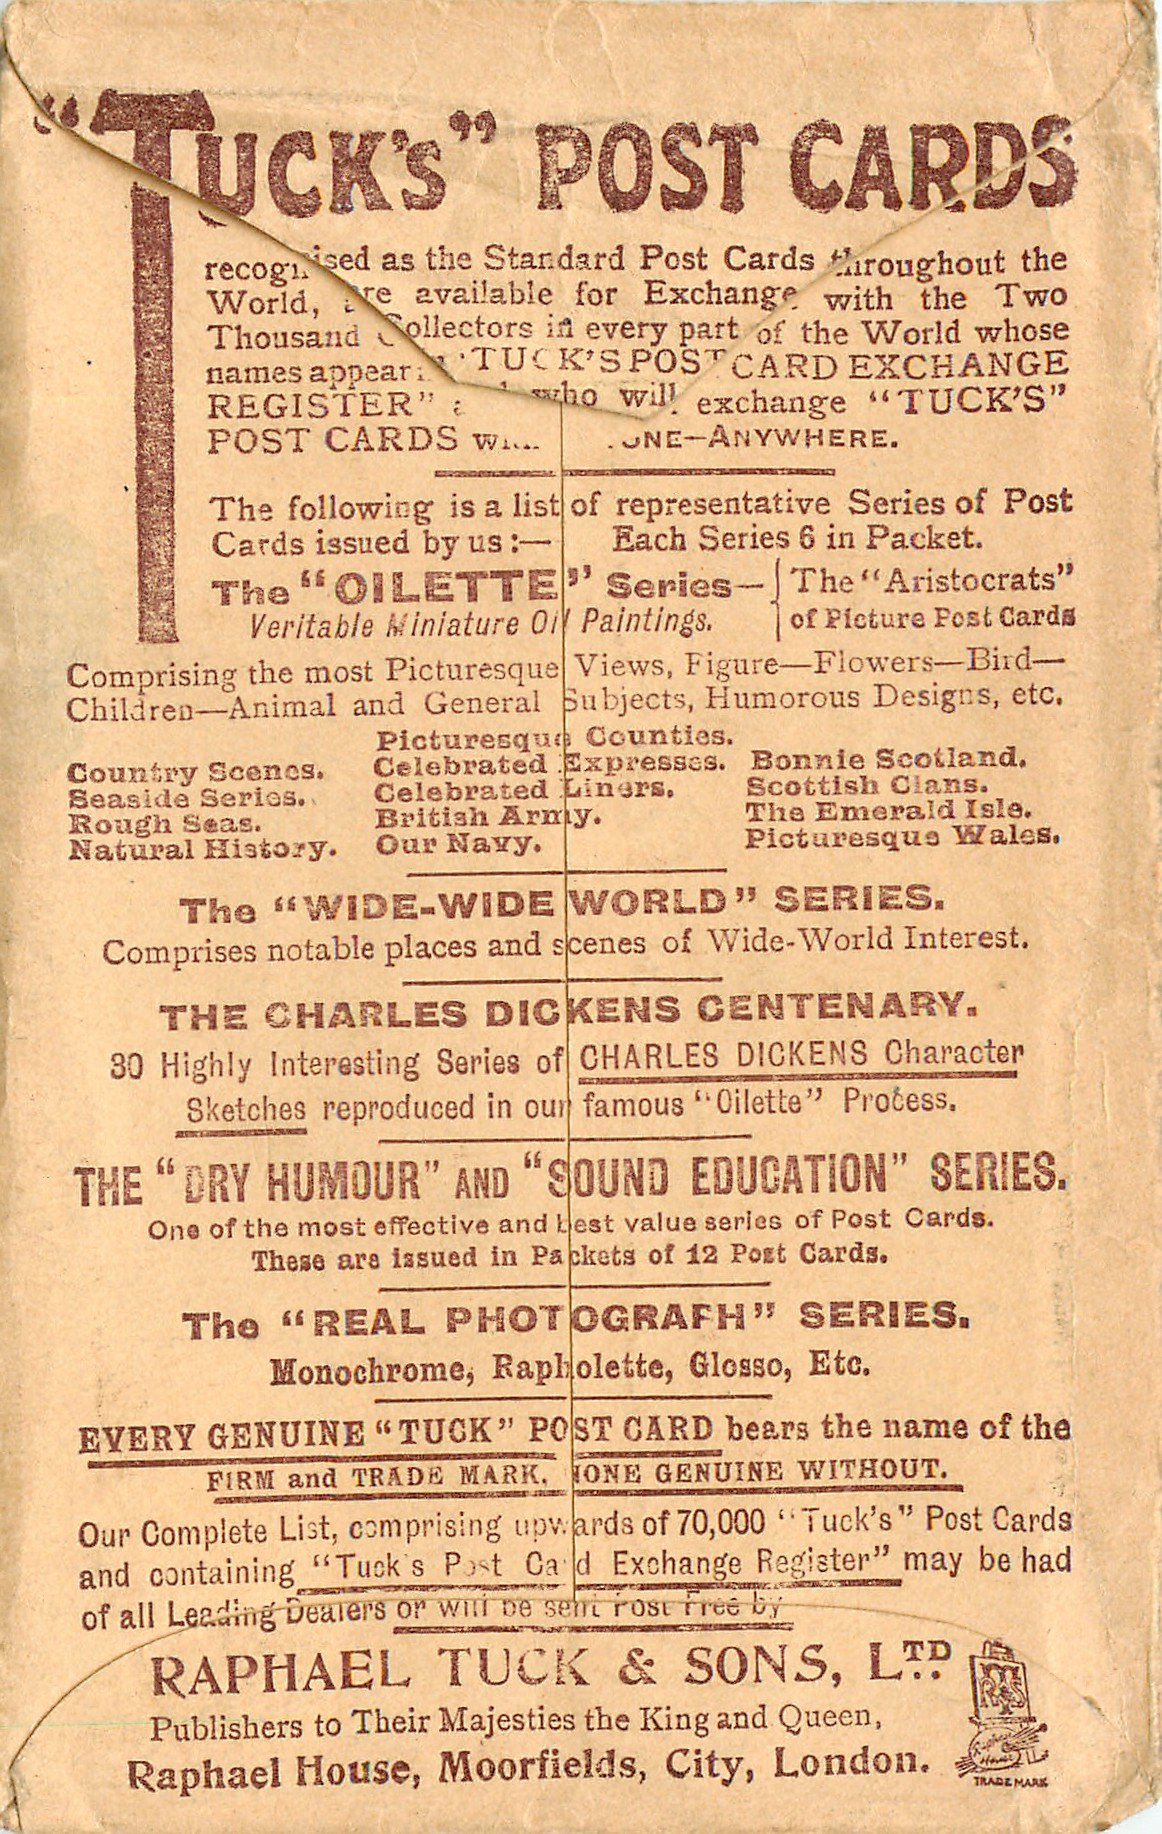 "TUCK's" POST CARDS
recognised as the Standard Post Cards throughout the
World, are available for Exchange with the Two
Thousand Collectors in every part of the World whose
names appear "TUCK'S POST CARD EXCHANGE
REGISTER" who will exchange "TUCK'S"
POST CARDS —ANYWHERE.
The following is a list of representative Series of Post
Cards issued by us :— Each Series 6 in Packet.
The "OILETTE" Series— The "Aristocrats"
Veritable Miniature Oil Paintings. of Picture Post Cards
Comprising the most Picturesque Views, Figure—Flowers—Bird—
Children—Animal and General Subjects, Humorous Designs, etc.
Country Scenes.
Seaside Series.
Rough Seas.
Natural History.
Picturesque Counties.
Celebrated Expresses.
Celebrated Liners.
British Army.
Our Navy.
Bonnie Scotland.
Scottish Clans.
The Emerald Isle.
Picturesque Wales.
The "WIDE-WIDE WORLD" SERIES.
Comprises notable places and scenes of Wide-World Interest.
THE CHARLES DICKENS CENTENARY.
30 Highly Interesting Series of CHARLES DICKENS Character
Sketches reproduced in our famous "Oilette" Process.
THE "DRY HUMOUR" AND "SOUND EDUCATION" SERIES.
One of the most effective and best value series of Post Cards.
These are issued in Packets of 12 Post Cards.
The "REAL PHOTOGRAPH" SERIES.
Monochrome, Rapholette, Glosso, Etc.
EVERY GENUINE "TUCK" POST CARD bears the name of the
FIRM and TRADE MARK. NONE GENUINE WITHOUT.
Our Complete List, comprising upwards of 70,000 "Tuck's" Post Cards
and containing "Tuck's Post Card Exchange Register" may be had
of all Leading Dealers or will be sent Post Free by
RAPHAEL TUCK & SONS, LTD.
Publishers to Their Majesties the King and Queen,
Raphael House, Moorfields, City, London.
TRADE MARK